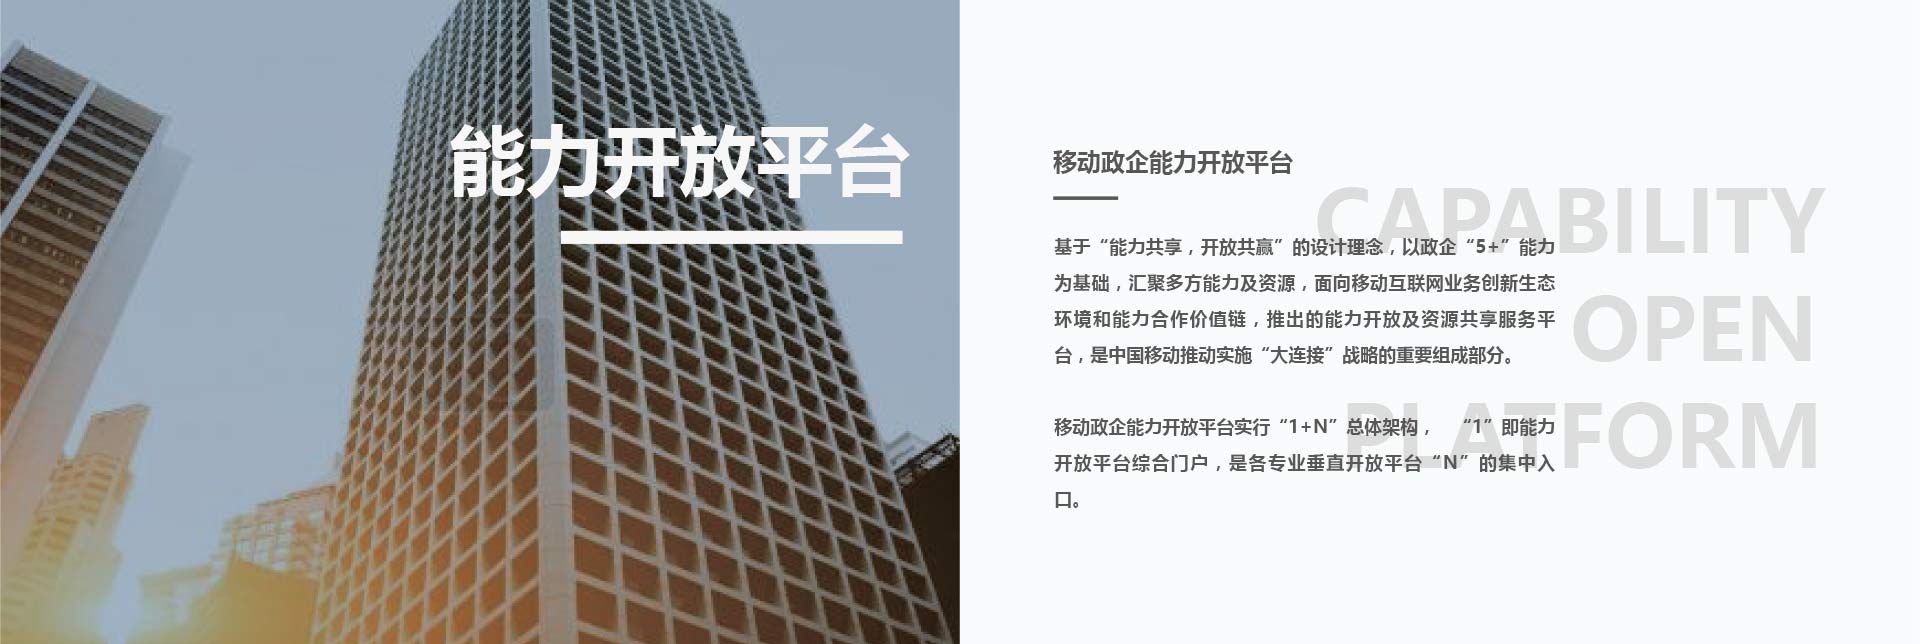 能力开放平台
移动政企能力开放平台
CAPABILITY
OPEN
PLATFORM
基于“能力共享，开放共赢”的设计理念，以政企“5+”能力
为基础，汇聚多方能力及资源，面向移动互联网业务创新生态
环境和能力合作价值链，推出的能力开放及资源共享服务平
台，是中国移动推动实施“大连接”战略的重要组成部分。
移动政企能力开放平台实行“1+N”总体架构， “1”即能力
开放平台综合门户，是各专业垂直开放平台“N”的集中入
口。